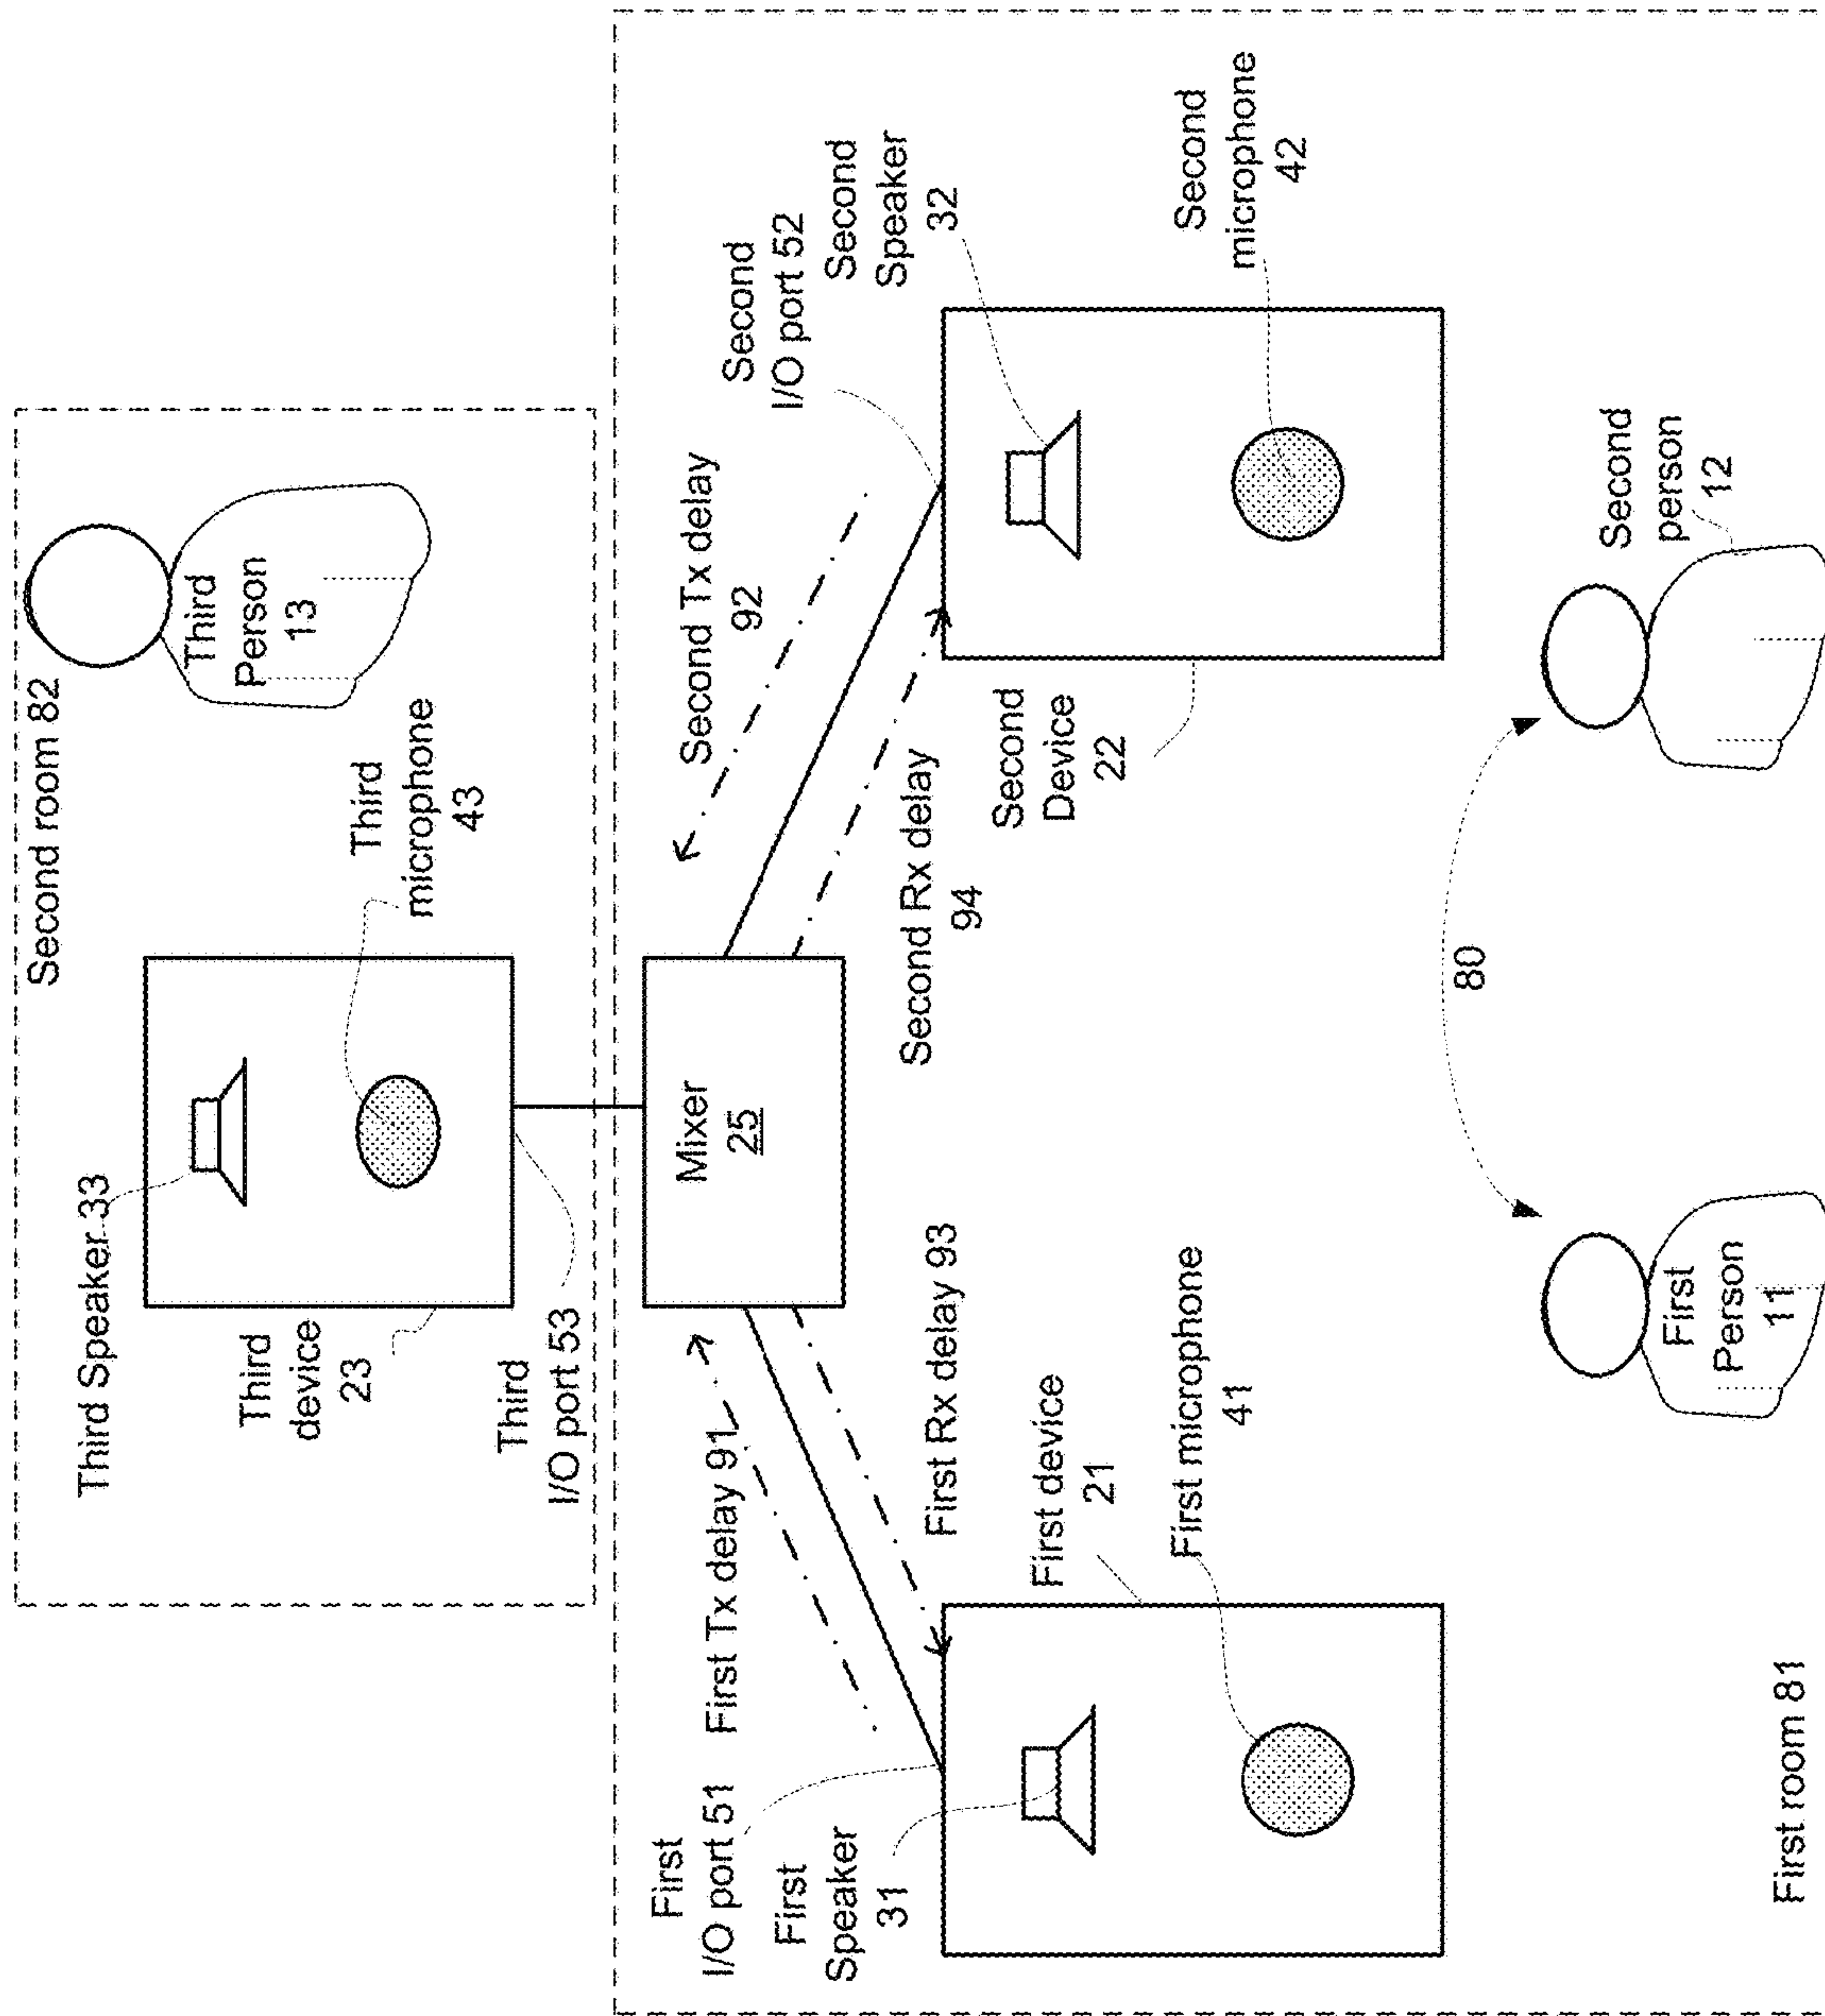 Second room 82
Third Speaker 33
Third
device
23
Third
I/O port 53
Third
microphone
43
Third
Person
13
Mixer
25
First
I/O port 51
First Tx delay 91
First
Speaker
31
First Rx delay 93
First device
21
First microphone
41
Second Tx delay
92
Second
I/O port 52
Second
Speaker
32
Second Rx delay
94
Second
Device
22
Second
microphone
42
80
First
Person
11
Second
person
12
First room 81